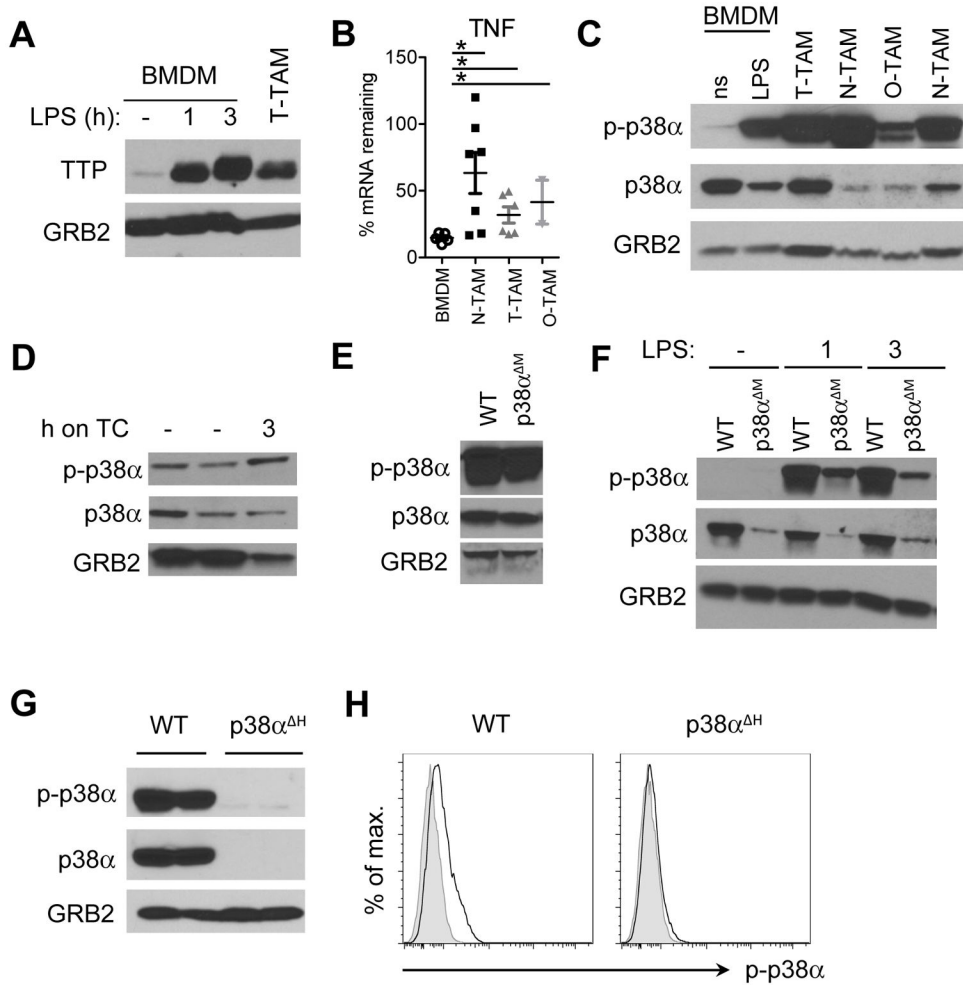 A
BMDM
T-TAM
LPS (h): - 1 3
TTP
GRB2
B
TNF
* * *
% mRNA remaining
150
100
50
0
BMDM N-TAM T-TAM O-TAM
C
BMDM
ns LPS T-TAM N-TAM O-TAM N-TAM
p-p38α
p38α
GRB2
D
h on TC - - 3
p-p38α
p38α
GRB2
E
WT p38α^ΔM
p-p38α
p38α
GRB2
F
LPS: - 1 3
WT p38α^ΔM WT p38α^ΔM WT p38α^ΔM
p-p38α
p38α
GRB2
G
WT p38α^ΔH
p-p38α
p38α
GRB2
H
WT p38α^ΔH
% of max.
p-p38α